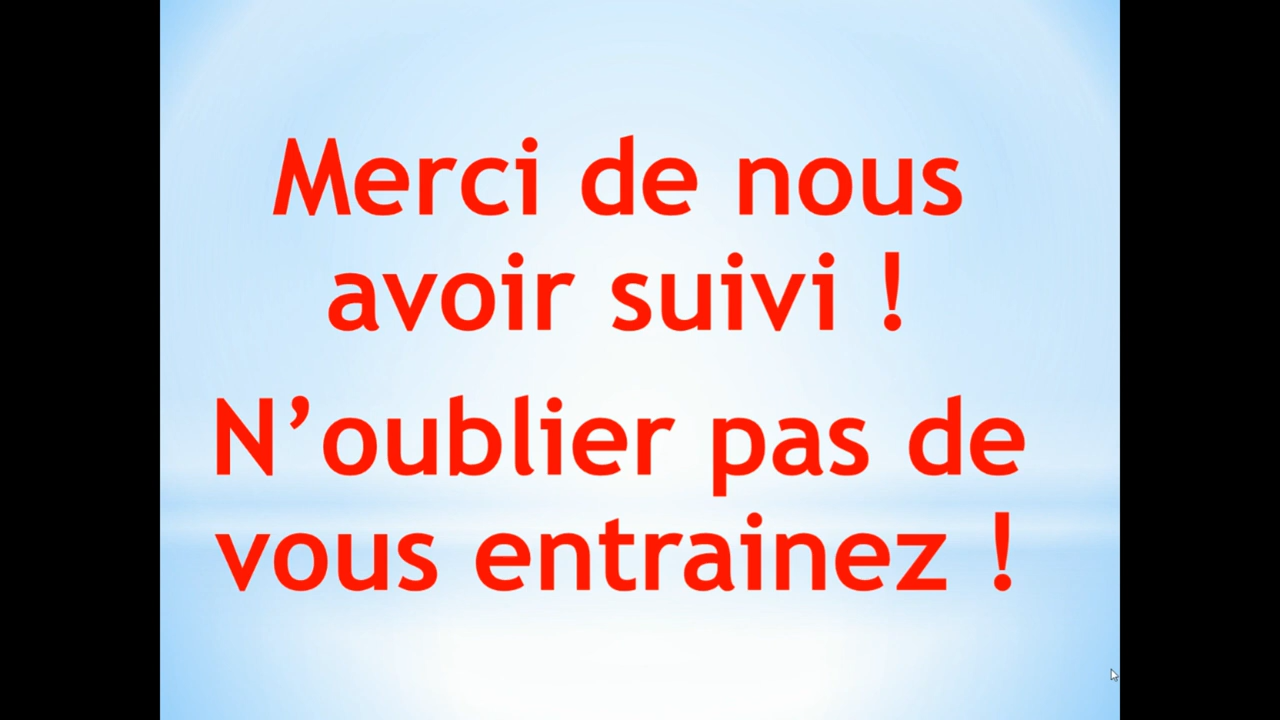 Merci de nous
avoir suivi !
N’oublier pas de
vous entrainez !